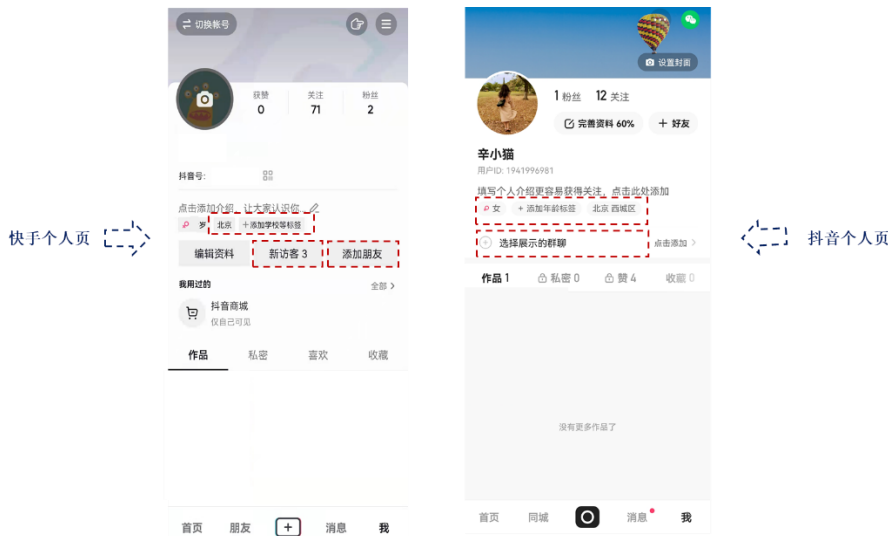 切换帐号
获赞 关注 粉丝
0 71 2
抖音号:
点击添加介绍，让大家认识你
岁 北京 +添加学校等标签
编辑资料 新访客 3 添加朋友
我用过的 全部 >
抖音商城
仅自己可见
作品 私密 喜欢 收藏
首页 朋友 + 消息 我
快手个人页
设置封面
1 粉丝 12 关注
完善资料 60% + 好友
辛小猫
用户ID: 1941996981
填写个人介绍更容易获得关注，点击此处添加
女 + 添加年龄标签 北京 西城区
选择展示的群聊 点击添加 >
作品 1 私密 0 赞 4 收藏 0
没有更多作品了
首页 同城 消息 我
抖音个人页